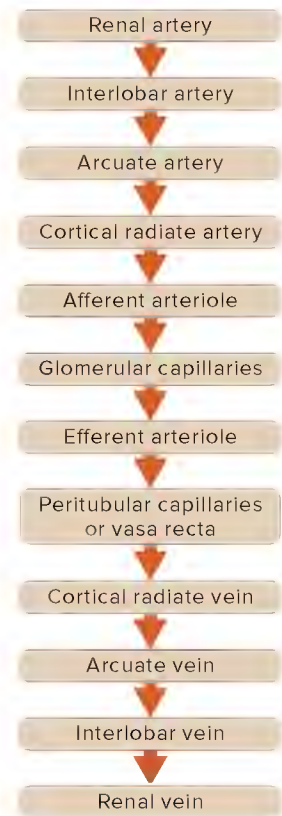 Renal artery
Interlobar artery
Arcuate artery
Cortical radiate artery
Afferent arteriole
Glomerular capillaries
Efferent arteriole
Peritubular capillaries
or vasa recta
Cortical radiate vein
Arcuate vein
Interlobar vein
Renal vein